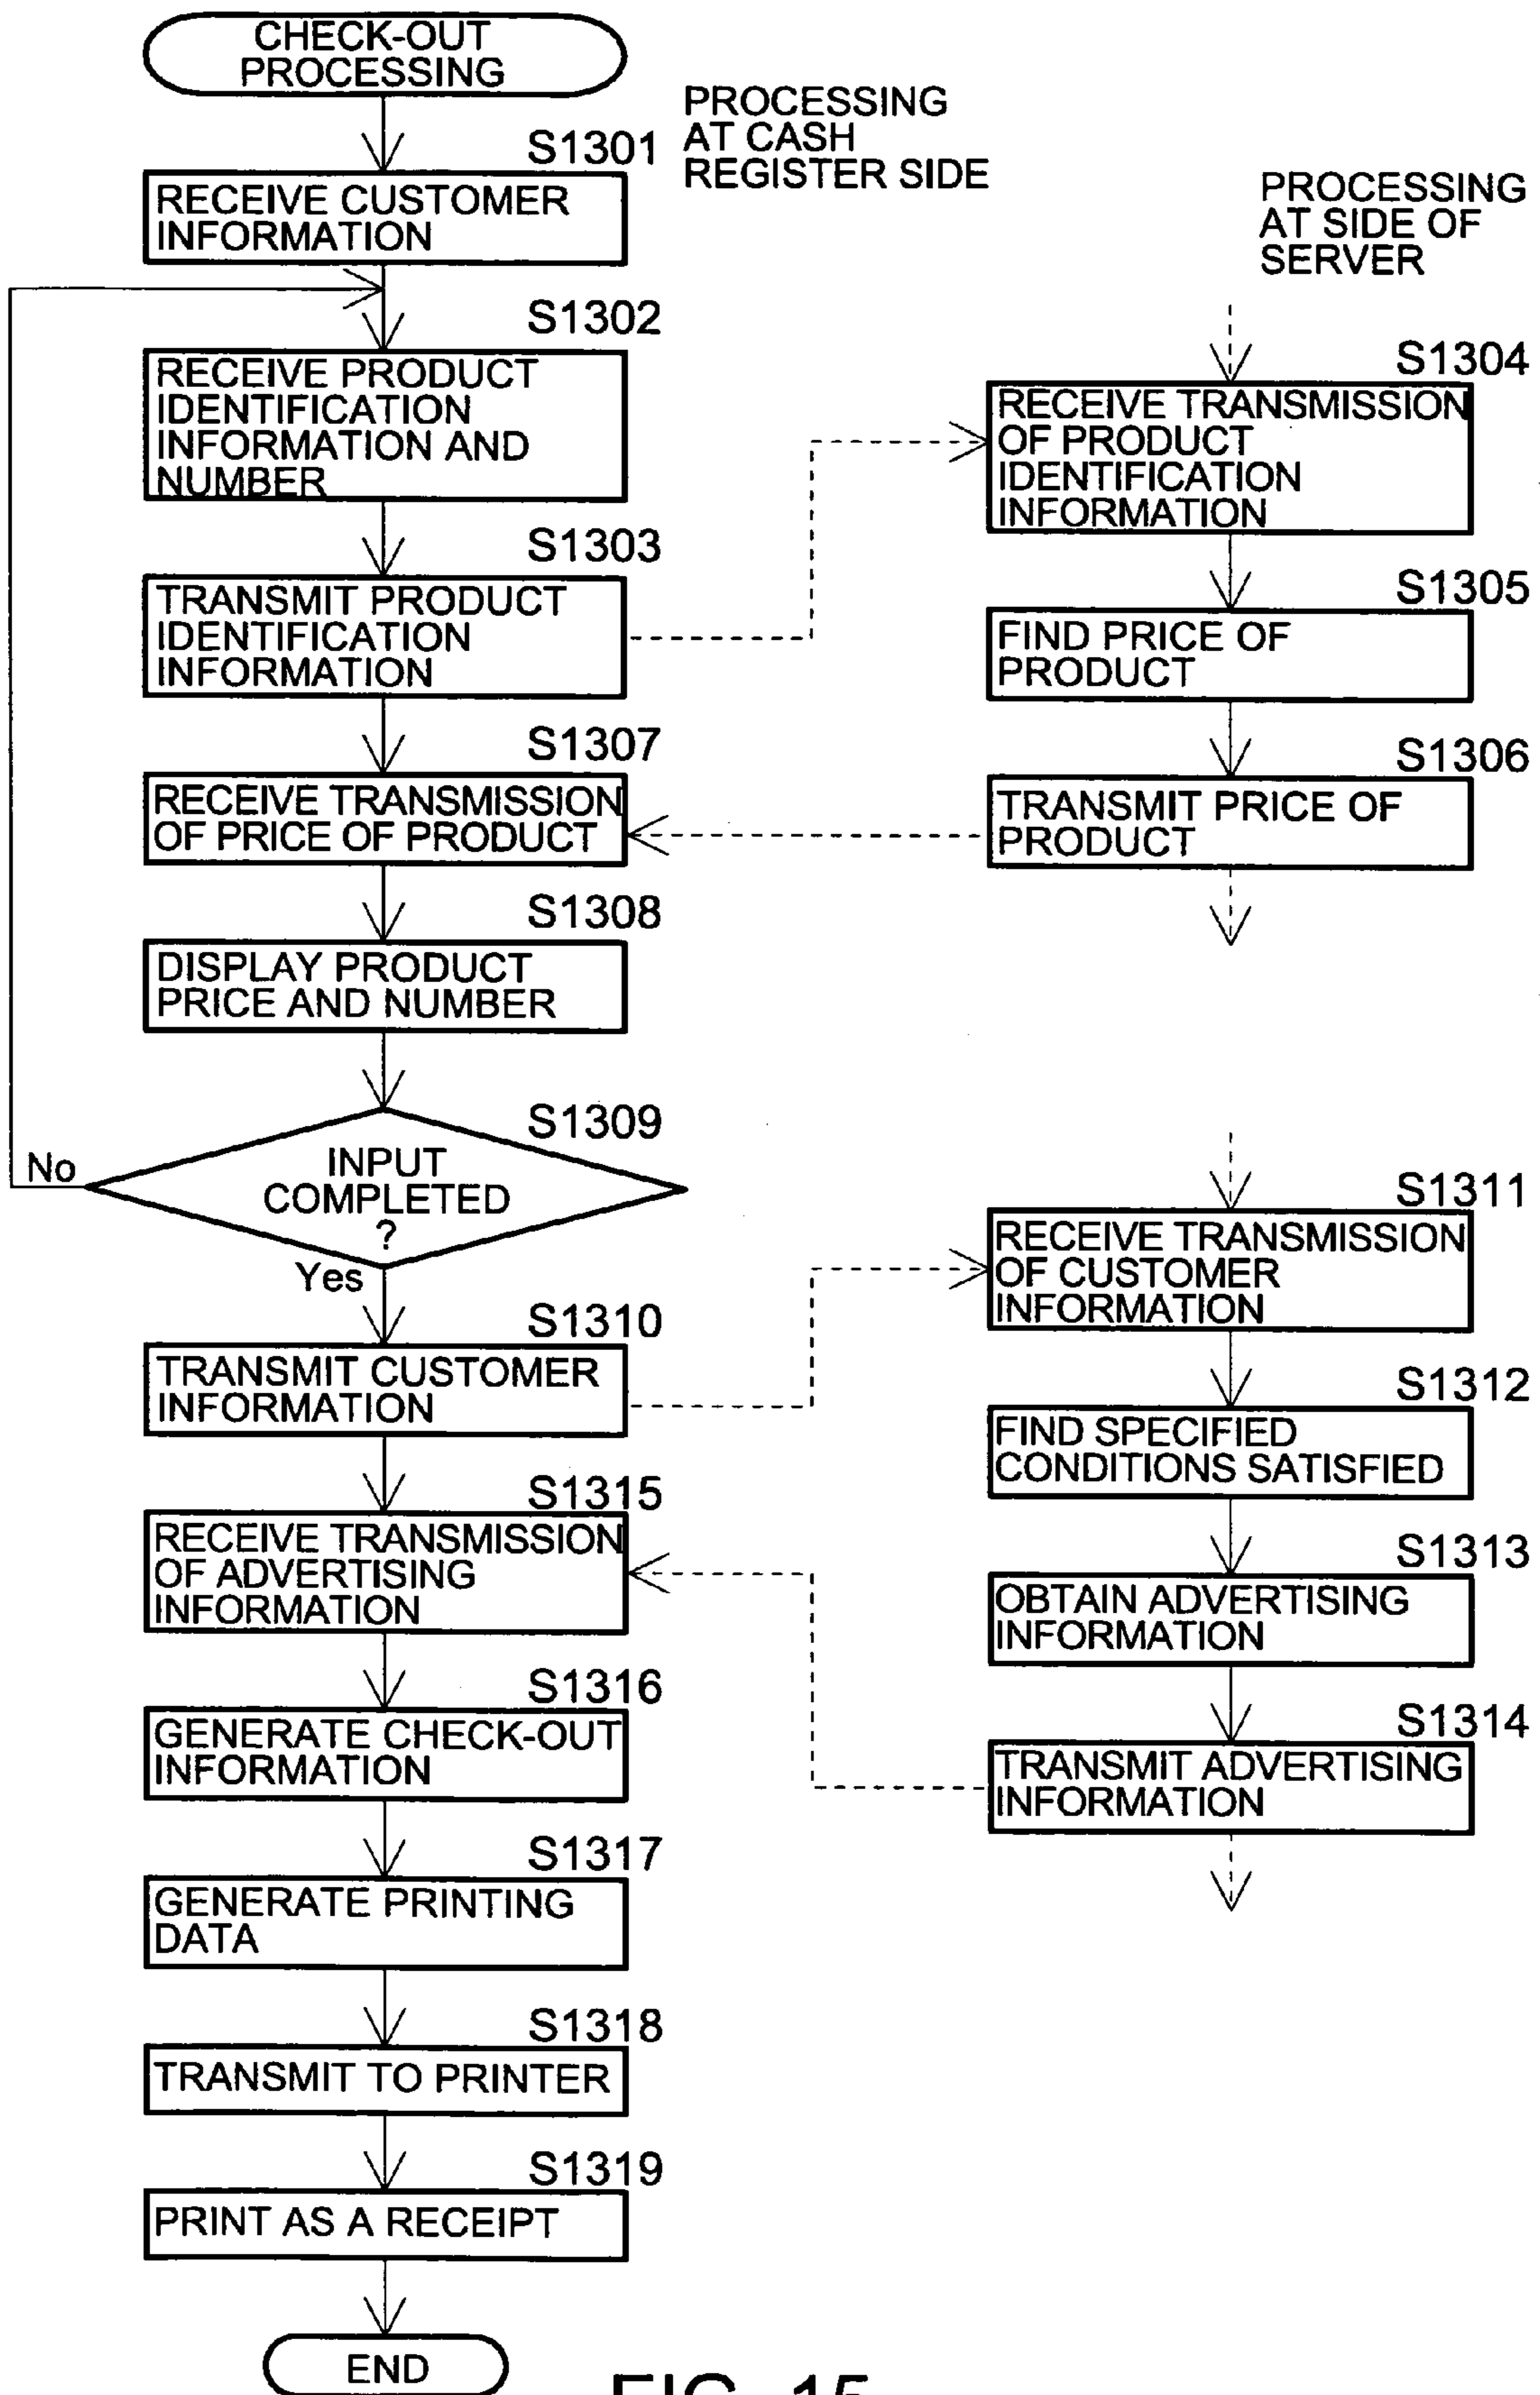 CHECK-OUT
PROCESSING
PROCESSING
AT CASH
REGISTER SIDE
PROCESSING
AT SIDE OF
SERVER
S1301
RECEIVE CUSTOMER
INFORMATION
S1302
RECEIVE PRODUCT
IDENTIFICATION
INFORMATION AND
NUMBER
S1303
TRANSMIT PRODUCT
IDENTIFICATION
INFORMATION
S1304
RECEIVE TRANSMISSION
OF PRODUCT
IDENTIFICATION
INFORMATION
S1305
FIND PRICE OF
PRODUCT
S1306
TRANSMIT PRICE OF
PRODUCT
S1307
RECEIVE TRANSMISSION
OF PRICE OF PRODUCT
S1308
DISPLAY PRODUCT
PRICE AND NUMBER
S1309
INPUT
COMPLETED
?
No
Yes
S1310
TRANSMIT CUSTOMER
INFORMATION
S1311
RECEIVE TRANSMISSION
OF CUSTOMER
INFORMATION
S1312
FIND SPECIFIED
CONDITIONS SATISFIED
S1313
OBTAIN ADVERTISING
INFORMATION
S1314
TRANSMIT ADVERTISING
INFORMATION
S1315
RECEIVE TRANSMISSION
OF ADVERTISING
INFORMATION
S1316
GENERATE CHECK-OUT
INFORMATION
S1317
GENERATE PRINTING
DATA
S1318
TRANSMIT TO PRINTER
S1319
PRINT AS A RECEIPT
END
FIG. 15